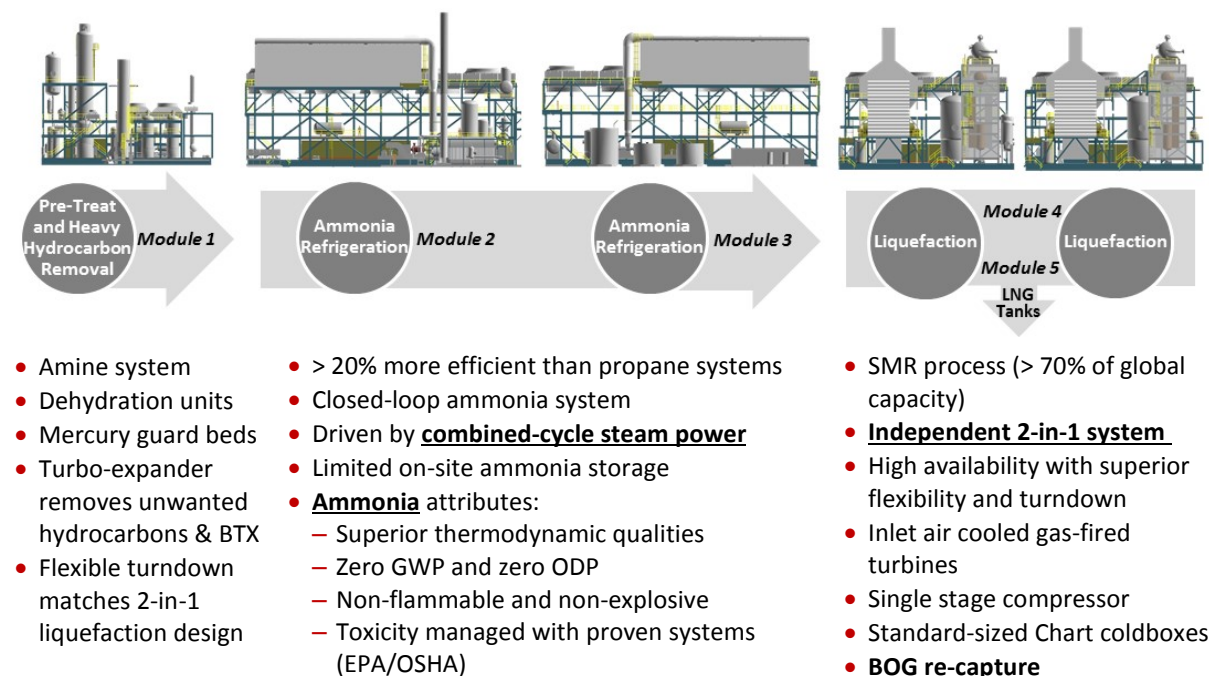 Pre-Treat
and Heavy
Hydrocarbon
Removal
Module 1
Ammonia
Refrigeration
Module 2
Ammonia
Refrigeration
Module 3
Liquefaction
Module 4
Module 5
Liquefaction
LNG
Tanks
• Amine system
• Dehydration units
• Mercury guard beds
• Turbo-expander
removes unwanted
hydrocarbons & BTX
• Flexible turndown
matches 2-in-1
liquefaction design
• > 20% more efficient than propane systems
• Closed-loop ammonia system
• Driven by combined-cycle steam power
• Limited on-site ammonia storage
• Ammonia attributes:
– Superior thermodynamic qualities
– Zero GWP and zero ODP
– Non-flammable and non-explosive
– Toxicity managed with proven systems
(EPA/OSHA)
• SMR process (> 70% of global
capacity)
• Independent 2-in-1 system
• High availability with superior
flexibility and turndown
• Inlet air cooled gas-fired
turbines
• Single stage compressor
• Standard-sized Chart coldboxes
• BOG re-capture